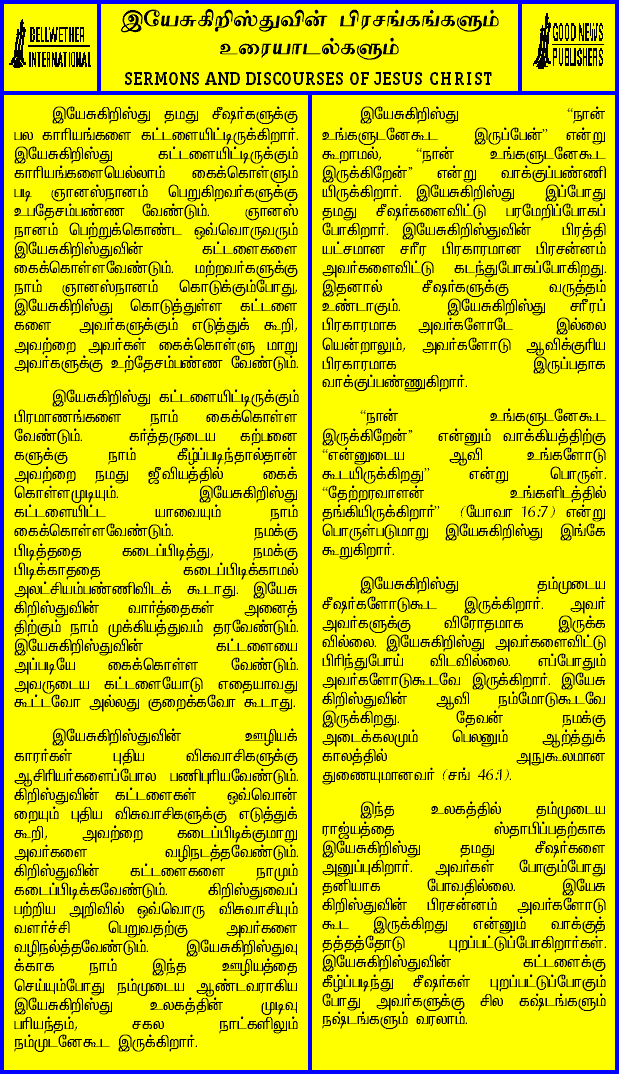 BELLWETHER
INTERNATIONAL
இயேசுகிறிஸ்துவின் பிரசங்கங்களும்
உரையாடல்களும்
SERMONS AND DISCOURSES OF JESUS CHRIST
GOOD NEWS
PUBLISHERS
இயேசுகிறிஸ்து தமது சீஷர்களுக்கு
பல காரியங்களை கட்டளையிட்டிருக்கிறார்.
இயேசுகிறிஸ்து கட்டளையிட்டிருக்கும்
காரியங்களையெல்லாம் கைக்கொள்ளும்
படி ஞானஸ்நானம் பெறுகிறவர்களுக்கு
உபதேசம்பண்ண வேண்டும். ஞானஸ்
நானம் பெற்றுக்கொண்ட ஒவ்வொருவரும்
இயேசுகிறிஸ்துவின் கட்டளைகளை
கைக்கொள்ளவேண்டும். மற்றவர்களுக்கு
நாம் ஞானஸ்நானம் கொடுக்கும்போது,
இயேசுகிறிஸ்து கொடுத்துள்ள கட்டளை
களை அவர்களுக்கும் எடுத்துக் கூறி,
அவற்றை அவர்கள் கைக்கொள்ளு மாறு
அவர்களுக்கு உற்தேசம்பண்ண வேண்டும்.
இயேசுகிறிஸ்து கட்டளையிட்டிருக்கும்
பிரமாணங்களை நாம் கைக்கொள்ள
வேண்டும். கர்த்தருடைய கற்பனை
களுக்கு நாம் கீழ்ப்படிந்தால்தான்
அவற்றை நமது ஜீவியத்தில் கைக்
கொள்ளமுடியும். இயேசுகிறிஸ்து
கட்டளையிட்ட யாவையும் நாம்
கைக்கொள்ளவேண்டும். நமக்கு
பிடித்ததை கடைப்பிடித்து, நமக்கு
பிடிக்காததை கடைப்பிடிக்காமல்
அலட்சியம்பண்ணிவிடக் கூடாது. இயேசு
கிறிஸ்துவின் வார்த்தைகள் அனைத்
திற்கும் நாம் முக்கியத்துவம் தரவேண்டும்.
இயேசுகிறிஸ்துவின் கட்டளையை
அப்படியே கைக்கொள்ள வேண்டும்.
அவருடைய கட்டளையோடு எதையாவது
கூட்டவோ அல்லது குறைக்கவோ கூடாது.
இயேசுகிறிஸ்துவின் ஊழியக்
காரர்கள் புதிய விசுவாசிகளுக்கு
ஆசிரியர்களைப்போல பணிபுரியவேண்டும்.
கிறிஸ்துவின் கட்டளைகள் ஒவ்வொன்
றையும் புதிய விசுவாசிகளுக்கு எடுத்துக்
கூறி, அவற்றை கடைப்பிடிக்குமாறு
அவர்களை வழிநடத்தவேண்டும்.
கிறிஸ்துவின் கட்டளைகளை நாமும்
கடைப்பிடிக்கவேண்டும். கிறிஸ்துவைப்
பற்றிய அறிவில் ஒவ்வொரு விசுவாசியும்
வளர்ச்சி பெறுவதற்கு அவர்களை
வழிநல்த்தவேண்டும். இயேசுகிறிஸ்துவு
க்காக நாம் இந்த ஊழியத்தை
செய்யும்போது நம்முடைய ஆண்டவராகிய
இயேசுகிறிஸ்து உலகத்தின் முடிவு
பரியந்தம், சகல நாட்களிலும்
நம்முடனேகூட இருக்கிறார்.
இயேசுகிறிஸ்து “நான்
உங்களுடனேகூட இருப்பேன்” என்று
கூறாமல், “நான் உங்களுடனேகூட
இருக்கிறேன்” என்று வாக்குப்பண்ணி
யிருக்கிறார். இயேசுகிறிஸ்து இப்போது
தமது சீஷர்களைவிட்டு பரமேறிப்போகப்
போகிறார். இயேசுகிறிஸ்துவின் பிரத்தி
யட்சமான சரீர பிரகாரமான பிரசன்னம்
அவர்களைவிட்டு கடந்துபோகப்போகிறது.
இதனால் சீஷர்களுக்கு வருத்தம்
உண்டாகும். இயேசுகிறிஸ்து சரீரப்
பிரகாரமாக அவர்களோடே இல்லை
யென்றாலும், அவர்களோடு ஆவிக்குரிய
பிரகாரமாக இருப்பதாக
வாக்குப்பண்ணுகிறார்.
“நான் உங்களுடனேகூட
இருக்கிறேன்” என்னும் வாக்கியத்திற்கு
“என்னுடைய ஆவி உங்களோடு
கூடயிருக்கிறது” என்று பொருள்.
“தேற்றரவாளன் உங்களிடத்தில்
தங்கியிருக்கிறார்” (யோவா 16:7) என்று
பொருள்படுமாறு இயேசுகிறிஸ்து இங்கே
கூறுகிறார்.
இயேசுகிறிஸ்து தம்முடைய
சீஷர்களோடுகூட இருக்கிறார். அவர்
அவர்களுக்கு விரோதமாக இருக்க
வில்லை. இயேசுகிறிஸ்து அவர்களைவிட்டு
பிரிந்துபோய் விடவில்லை. எப்போதும்
அவர்களோடுகூடவே இருக்கிறார். இயேசு
கிறிஸ்துவின் ஆவி நம்மோடுகூடவே
இருக்கிறது. தேவன் நமக்கு
அடைக்கலமும் பெலனும் ஆற்த்துக்
காலத்தில் அநுகூலமான
துணையுமானவர் (சங் 46:1).
இந்த உலகத்தில் தம்முடைய
ராஜ்யத்தை ஸ்தாபிப்பதற்காக
இயேசுகிறிஸ்து தமது சீஷர்களை
அனுப்புகிறார். அவர்கள் போகும்போது
தனியாக போவதில்லை. இயேசு
கிறிஸ்துவின் பிரசன்னம் அவர்களோடு
கூட இருக்கிறது என்னும் வாக்குத்
தத்தத்தோடு புறப்பட்டுப்போகிறார்கள்.
இயேசுகிறிஸ்துவின் கட்டளைக்கு
கீழ்ப்படிந்து சீஷர்கள் புறப்பட்டுப்போகும்
போது அவர்களுக்கு சில கஷ்டங்களும்
நஷ்டங்களும் வரலாம்.